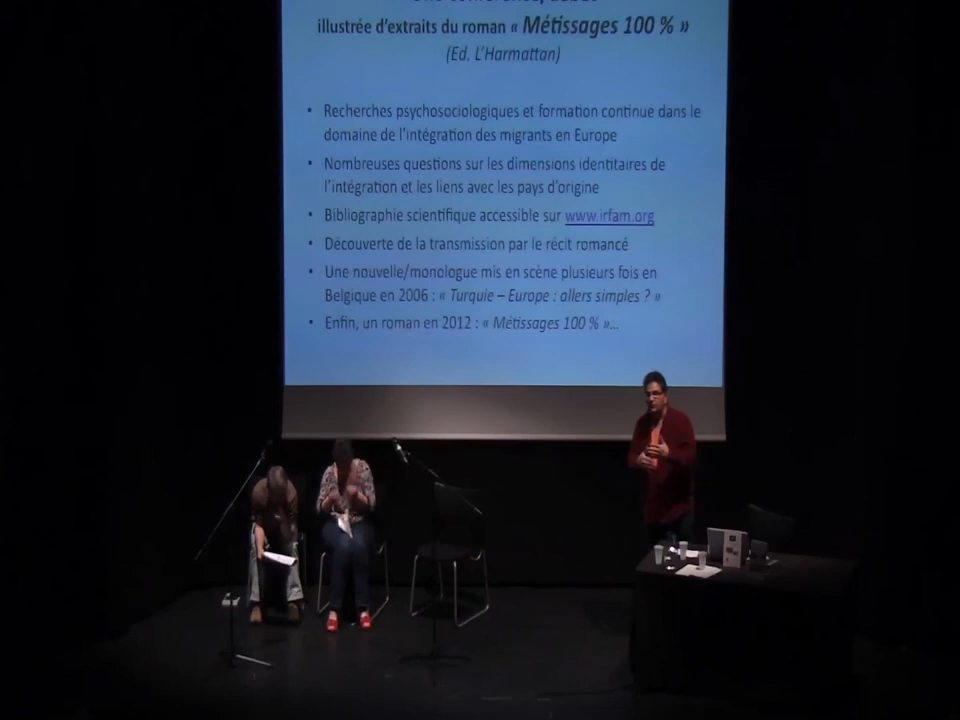 illustrée d'extraits du roman « Métissages 100 % »
(Ed. L'Harmattan)
• Recherches psychosociologiques et formation continue dans le
domaine de l'intégration des migrants en Europe
• Nombreuses questions sur les dimensions identitaires de
l'intégration et les liens avec les pays d'origine
• Bibliographie scientifique accessible sur www.irfam.org
• Découverte de la transmission par le récit romancé
• Une nouvelle/monologue mis en scène plusieurs fois en
Belgique en 2006 : « Turquie – Europe : allers simples ? »
• Enfin, un roman en 2012 : « Métissages 100 % »...